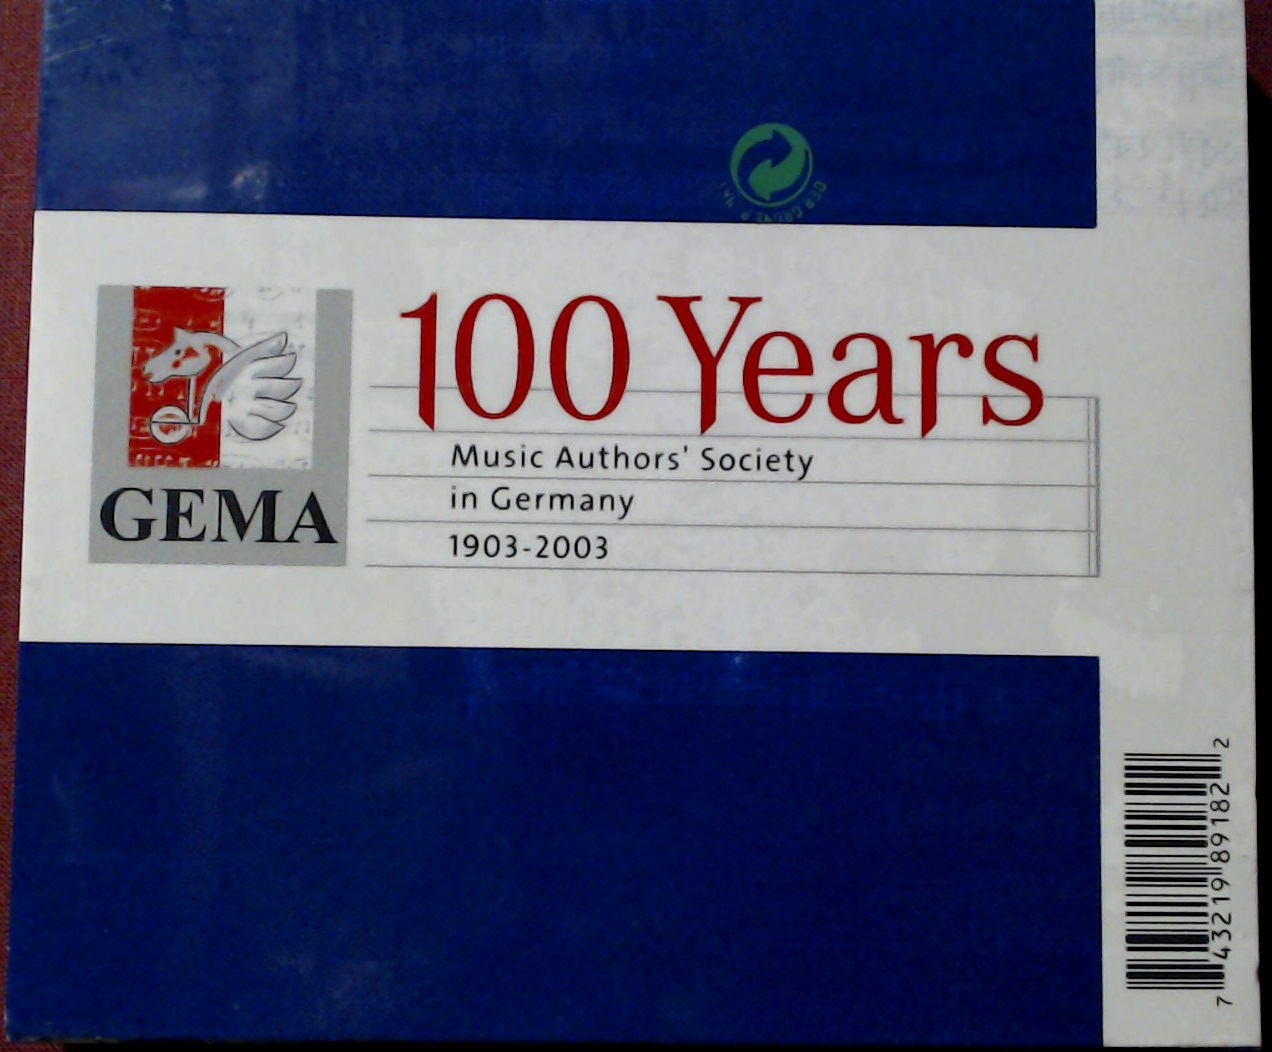 GEMA
100 Years
Music Authors' Society
in Germany
1903-2003
7 43219 89182 2